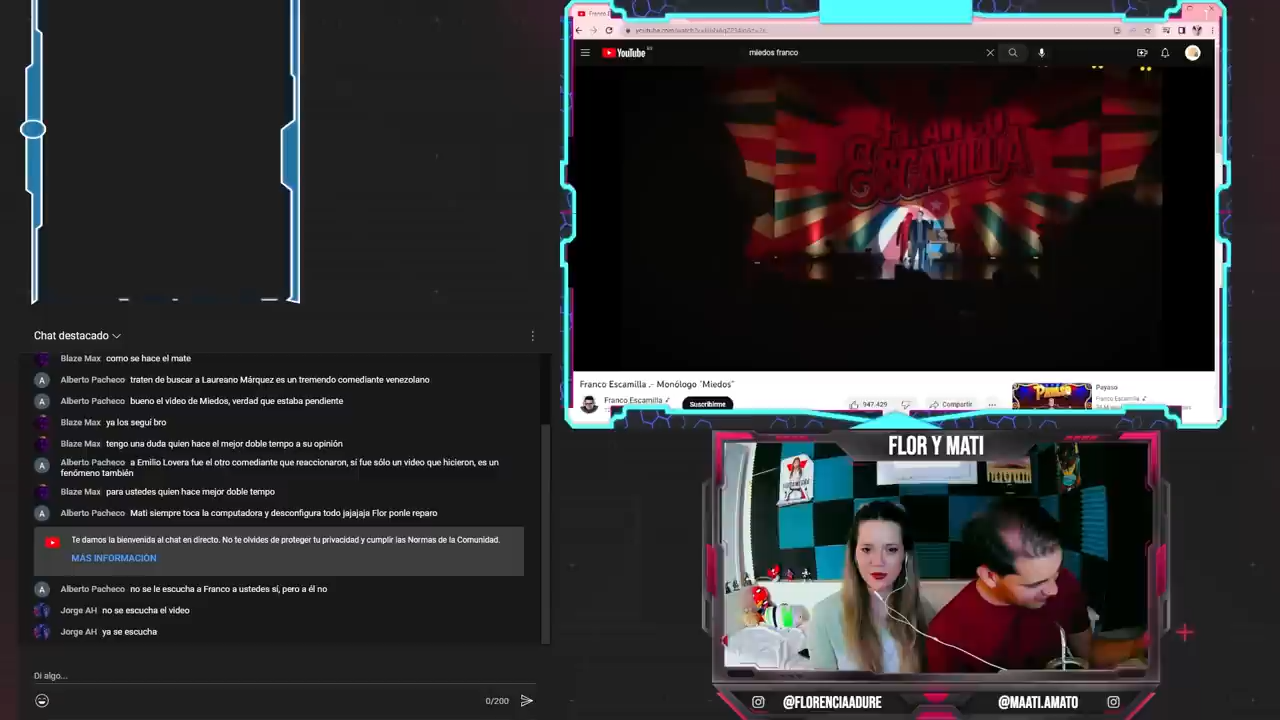 Chat destacado
Blaze Max como se hace el mate
Alberto Pacheco traten de buscar a Laureano Márquez es un tremendo comediante venezolano
Alberto Pacheco bueno el video de Miedos, verdad que estaba pendiente
Blaze Max ya los seguí bro
Blaze Max tengo una duda quien hace el mejor doble tempo a su opinión
Alberto Pacheco a Emilio Lovera fue el otro comediante que reaccionaron, sí fue sólo un video que hicieron, es un
fenómeno también
Blaze Max para ustedes quien hace mejor doble tempo
Alberto Pacheco Mati siempre toca la computadora y desconfigura todo jajajaja Flor ponle reparo
Te damos la bienvenida al chat en directo. No te olvides de proteger tu privacidad y cumplir las Normas de la Comunidad.
MÁS INFORMACIÓN
Alberto Pacheco no se le escucha a Franco a ustedes sí, pero a él no
Jorge AH no se escucha el video
Jorge AH ya se escucha
Di algo...
0/200
YouTube
miedos franco
FRANCO
ESCAMILLA
Franco Escamilla .- Monólogo "Miedos"
Franco Escamilla
Suscribirme
947.429
Compartir
PAYASO
Payaso
Franco Escamilla
FLOR Y MATI
@FLORENCIAADURE
@MAATI.AMATO